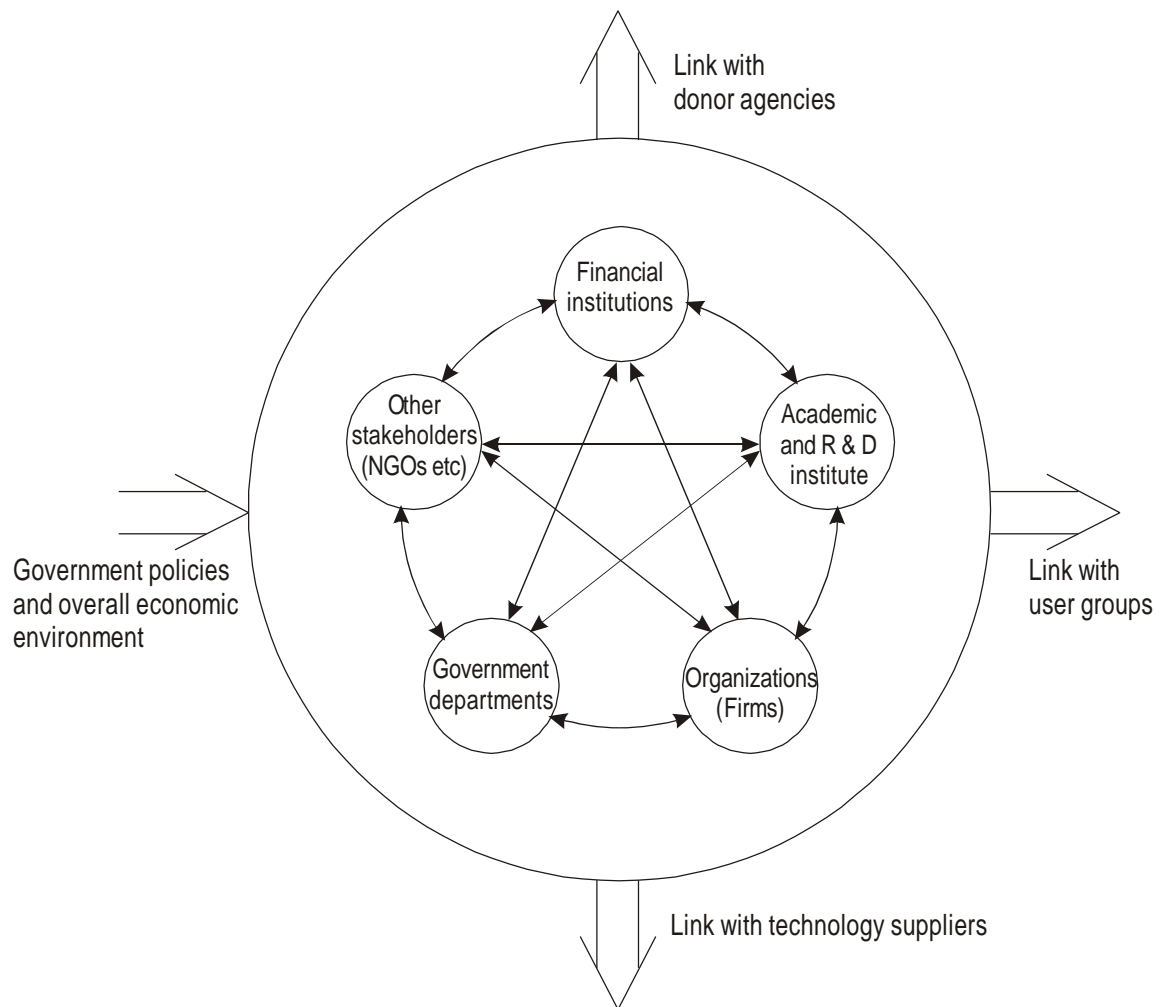 Link with
donor agencies
Financial
institutions
Other
stakeholders
(NGOs etc)
Academic
and R & D
institute
Government policies
and overall economic
environment
Link with
user groups
Government
departments
Organizations
(Firms)
Link with technology suppliers